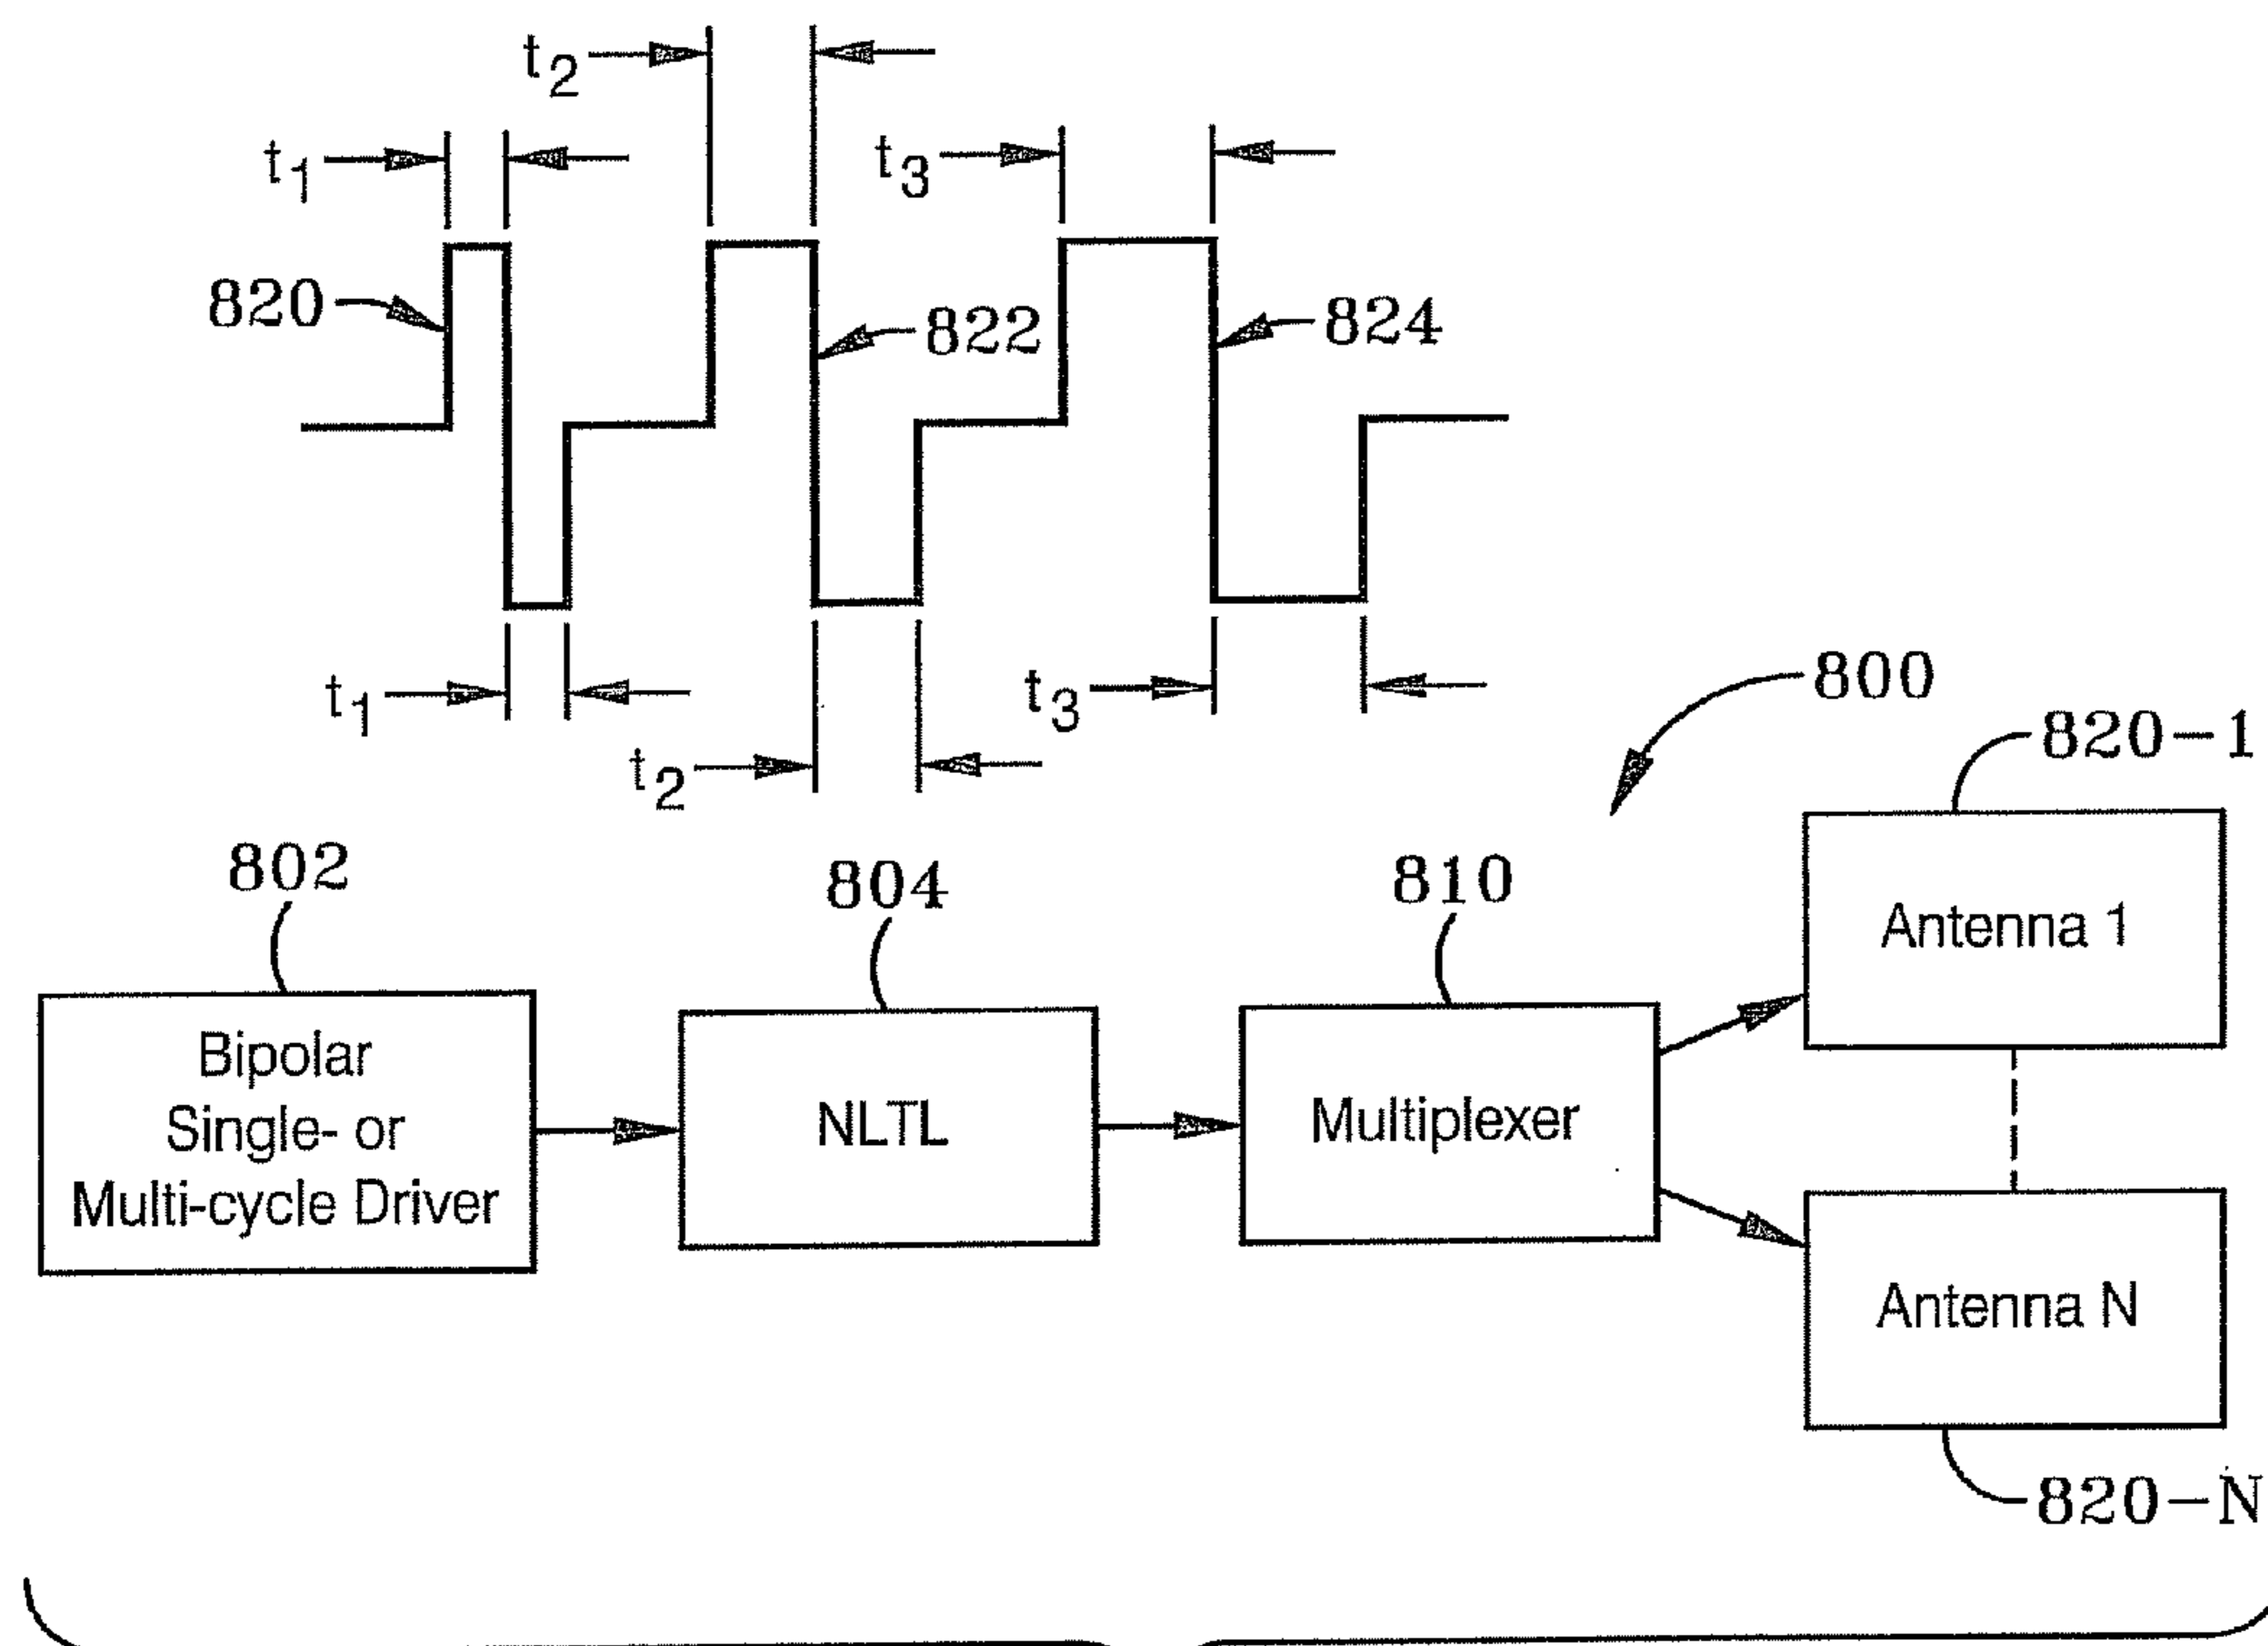 t2
t1
t3
820
822
824
t1
t3
t2
800
820-1
802
804
810
Antenna 1
Bipolar
Single- or
Multi-cycle Driver
NLTL
Multiplexer
Antenna N
820-N